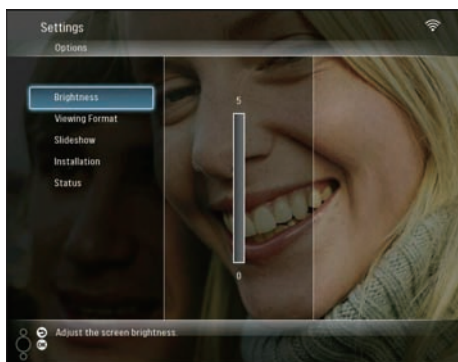 Settings
Options
Brightness
Viewing Format
Slideshow
Installation
Status
5
0
OK
Adjust the screen brightness.